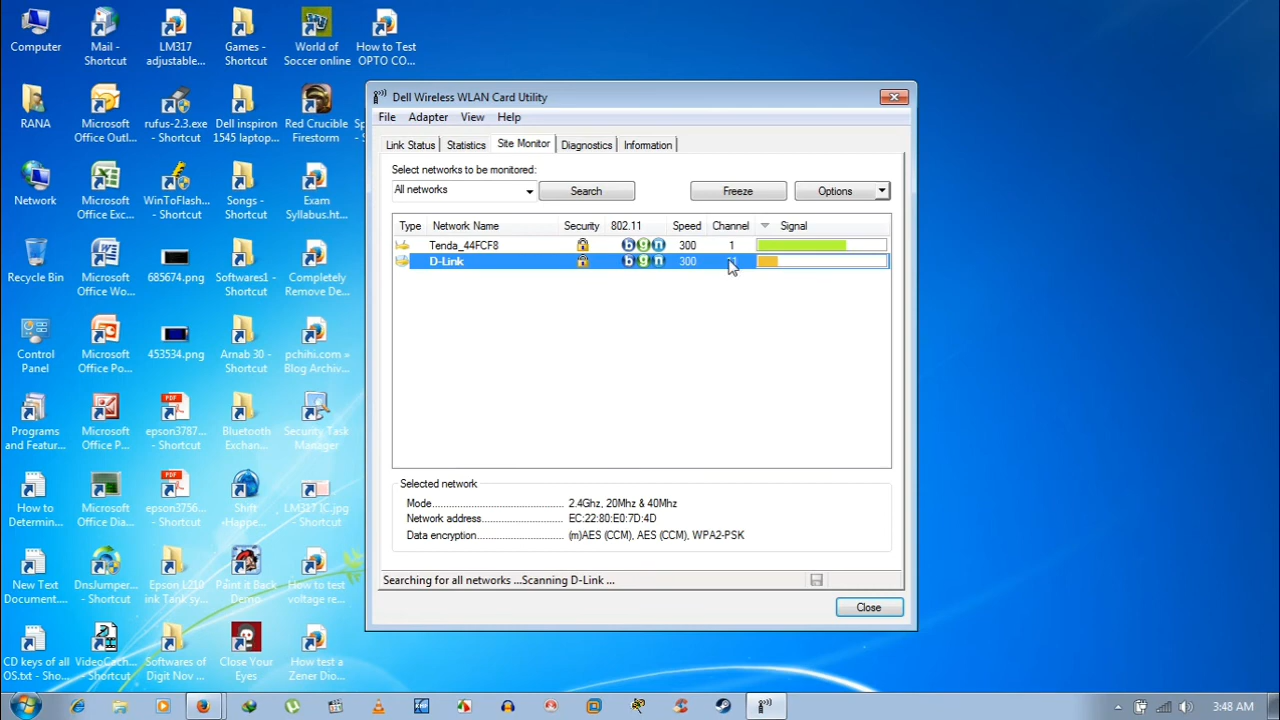 Computer
Mail -
Shortcut
LM317
adjustable...
Games -
Shortcut
World of
Soccer online
How to Test
OPTO CO...
RANA
Microsoft
Office Outl...
rufus-2.3.exe
- Shortcut
Dell inspiron
1545 laptop...
Red Crucible
Firestorm
Network
Microsoft
Office Exc...
WinToFlash...
- Shortcut
Songs -
Shortcut
Exam
Syllabus.ht...
Recycle Bin
Microsoft
Office Wo...
685674.png
Softwares1
- Shortcut
Completely
Remove De...
Control
Panel
Microsoft
Office Po...
453534.png
Arnab 30 -
Shortcut
pchihi.com »
Blog Archiv...
Programs
and Featur...
Microsoft
Office P...
PDF
epson3787...
- Shortcut
Bluetooth
Exchan...
Security Task
Manager
How to
Determin...
Microsoft
Office Dia...
PDF
epson3756...
- Shortcut
Shift
Happe...
LM317 IC.jpg
- Shortcut
New Text
Document....
DnsJumper...
- Shortcut
Epson L210
ink Tank sy...
Paint it Back
Demo
How to test
voltage re...
CD keys of all
OS.txt - Sho...
VideoCach...
- Shortcut
Softwares of
Digit Nov ...
Close Your
Eyes
How test a
Zener Dio...
Dell Wireless WLAN Card Utility
File Adapter View Help
Link Status Statistics Site Monitor Diagnostics Information
Select networks to be monitored:
All networks Search Freeze Options
Type Network Name Security 802.11 Speed Channel Signal
Tenda_44FCF8 b g n 300 1
D-Link b g n 300
Selected network
Mode.......................................... 2.4Ghz, 20Mhz & 40Mhz
Network address............................ EC:22:80:E0:7D:4D
Data encryption............................. (m)AES (CCM), AES (CCM), WPA2-PSK
Searching for all networks ...Scanning D-Link ...
Close
3:48 AM